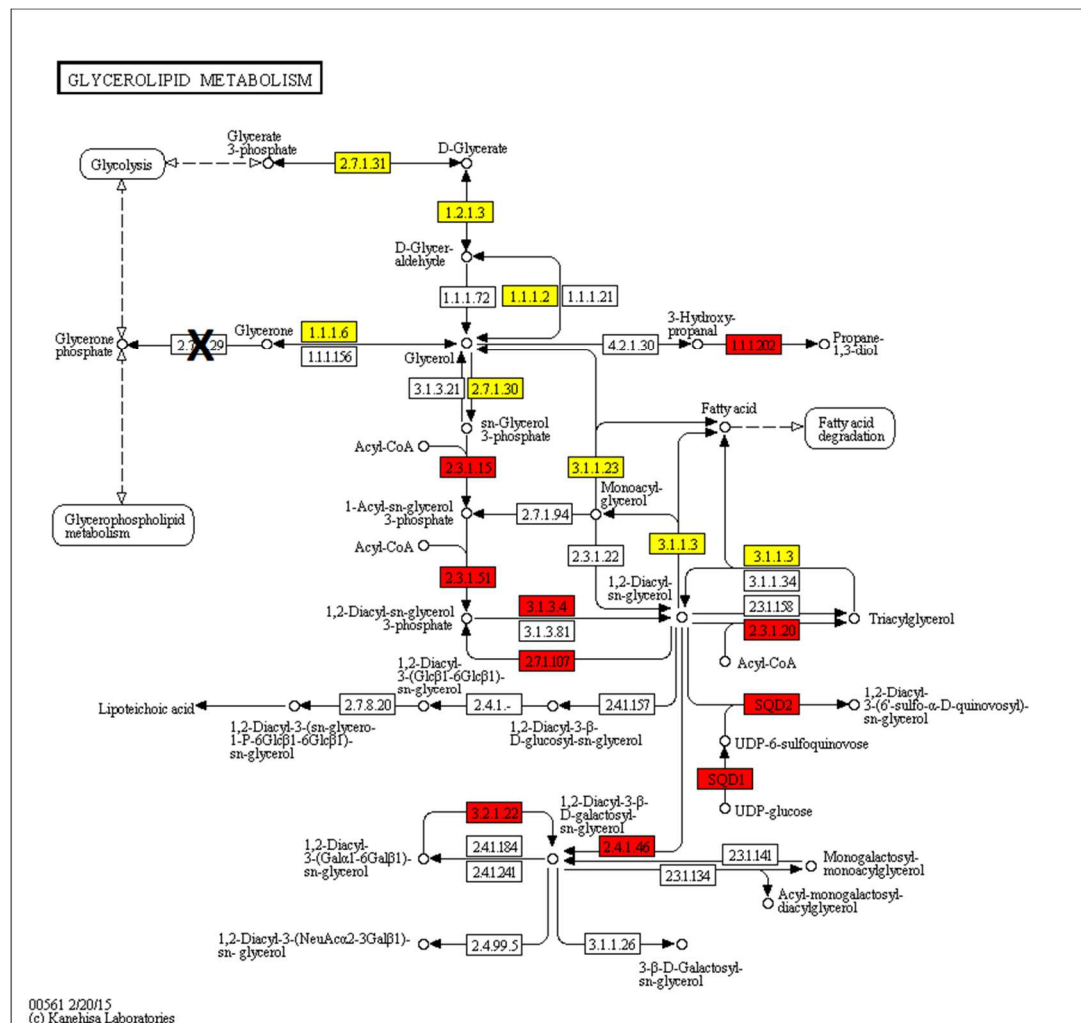 GLYCEROLIPID METABOLISM
Glycerate
3-phosphate
D-Glycerate
Glycolysis
2.7.1.31
1.2.1.3
D-Glycer-
aldehyde
1.1.1.72
1.1.1.2
1.1.1.21
3-Hydroxy-
propanal
Glycerone
phosphate
X
Glycerone
1.1.1.6
1.1.1.156
Glycerol
4.2.1.30
1.1.1.202
Propane-
1,3-diol
3.1.3.21
2.7.1.30
sn-Glycerol
3-phosphate
Fatty acid
Fatty acid
degradation
Acyl-CoA
2.3.1.15
3.1.1.23
Monoacyl-
glycerol
1-Acyl-sn-glycerol
3-phosphate
2.7.1.94
Glycerophospholipid
metabolism
Acyl-CoA
2.3.1.22
3.1.1.3
3.1.1.3
3.1.1.34
2.3.1.51
1,2-Diacyl-
sn-glycerol
2.3.1.158
1,2-Diacyl-sn-glycerol
3-phosphate
3.1.3.4
3.1.3.81
2.3.1.20
Triacylglycerol
2.7.1.107
Acyl-CoA
1,2-Diacyl-
3-(Glcβ1-6Glcβ1)-
sn-glycerol
Lipoteichoic acid
2.7.8.20
2.4.1.-
2.4.1.157
SQD2
1,2-Diacyl-
3-(6'-sulfo-α-D-quinovosyl)-
sn-glycerol
1,2-Diacyl-3-(sn-glycero-
1-P-6Glcβ1-6Glcβ1)-
sn-glycerol
1,2-Diacyl-3-β-
D-glucosyl-sn-glycerol
UDP-6-sulfoquinovose
SQD1
UDP-glucose
3.2.1.22
1,2-Diacyl-3-β-
D-galactosyl-
sn-glycerol
1,2-Diacyl-
3-(Galα1-6Galβ1)-
sn-glycerol
2.4.1.184
2.4.1.241
2.4.1.46
2.3.1.141
2.3.1.134
Monogalactosyl-
monoacylglycerol
Acyl-monogalactosyl-
diacylglycerol
1,2-Diacyl-3-(NeuAcα2-3Galβ1)-
sn- glycerol
2.4.99.5
3.1.1.26
3-β-D-Galactosyl-
sn-glycerol
00561 2/20/15
(c) Kanehisa Laboratories